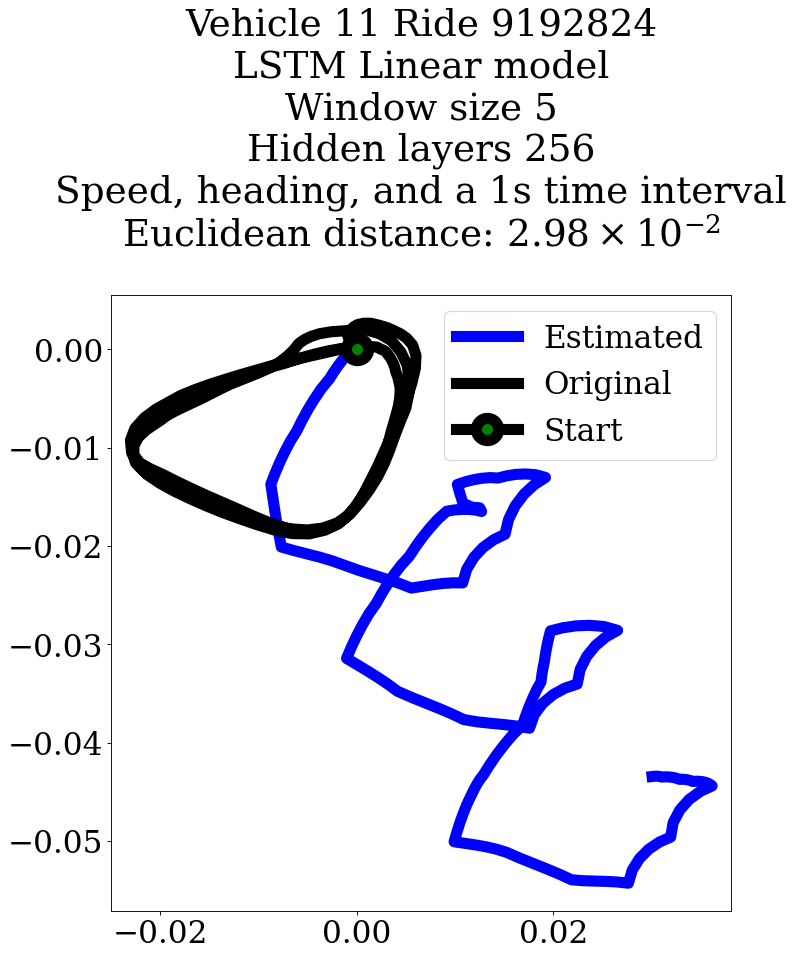 Vehicle 11 Ride 9192824
LSTM Linear model
Window size 5
Hidden layers 256
Speed, heading, and a 1s time interval
Euclidean distance: 2.98 × 10⁻²
Estimated
Original
Start
0.00
−0.01
−0.02
−0.03
−0.04
−0.05
−0.02 0.00 0.02